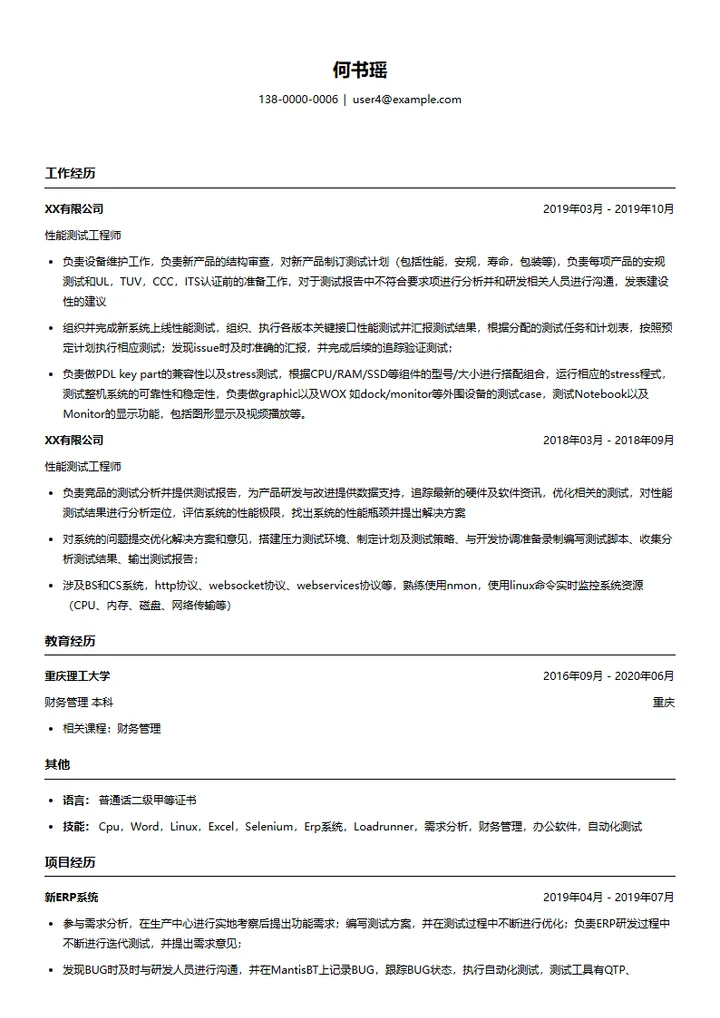 何书瑶
138-0000-0006 | user4@example.com
工作经历
XX有限公司 2019年03月 - 2019年10月
性能测试工程师
• 负责设备维护工作，负责新产品的结构审查，对新产品制订测试计划（包括性能，安规，寿命，包装等），负责每项产品的安规
测试和UL，TUV，CCC，ITS认证前的准备工作，对于测试报告中不符合要求项进行分析并和研发相关人员进行沟通，发表建设
性的建议
• 组织并完成新系统上线性能测试，组织、执行各版本关键接口性能测试并汇报测试结果，根据分配的测试任务和计划表，按照预
定计划执行相应测试；发现issue时及时准确的汇报，并完成后续的追踪验证测试；
• 负责做PDL key part的兼容性以及stress测试，根据CPU/RAM/SSD等组件的型号/大小进行搭配组合，运行相应的stress程式，
测试整机系统的可靠性和稳定性，负责做graphic以及WOX 如dock/monitor等外围设备的测试case，测试Notebook以及
Monitor的显示功能，包括图形显示及视频播放等。
XX有限公司 2018年03月 - 2018年09月
性能测试工程师
• 负责竞品的测试分析并提供测试报告，为产品研发与改进提供数据支持，追踪最新的硬件及软件资讯，优化相关的测试，对性能
测试结果进行分析定位，评估系统的性能极限，找出系统的性能瓶颈并提出解决方案
• 对系统的问题提交优化解决方案和意见，搭建压力测试环境、制定计划及测试策略、与开发协调准备录制编写测试脚本、收集分
析测试结果、输出测试报告；
• 涉及BS和CS系统，http协议、websocket协议、webservices协议等，熟练使用nmon，使用linux命令实时监控系统资源
（CPU、内存、磁盘、网络传输等）
教育经历
重庆理工大学 2016年09月 - 2020年06月
财务管理 本科 重庆
• 相关课程：财务管理
其他
• 语言： 普通话二级甲等证书
• 技能： Cpu，Word，Linux，Excel，Selenium，Erp系统，Loadrunner，需求分析，财务管理，办公软件，自动化测试
项目经历
新ERP系统 2019年04月 - 2019年07月
• 参与需求分析，在生产中心进行实地考察后提出功能需求；编写测试方案，并在测试过程中不断进行优化；负责ERP研发过程中
不断进行迭代测试，并提出需求意见；
• 发现BUG时及时与研发人员进行沟通，并在MantisBT上记录BUG，跟踪BUG状态，执行自动化测试，测试工具有QTP、